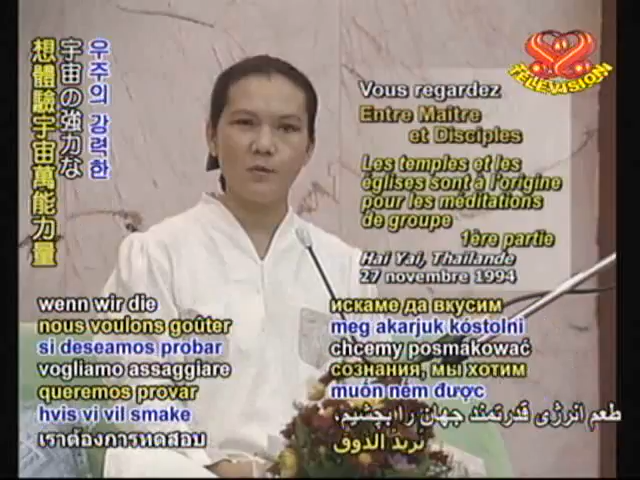 우주의 강력한
宇宙の強力な
想體驗宇宙萬能力量
TELEVISION
Vous regardez
Entre Maître
et Disciples
Les temples et les
églises sont à l'origine
pour les méditations
de groupe
1ère partie
Hai Yai, Thaïlande
27 novembre 1994
wenn wir die
nous voulons goûter
si deseamos probar
vogliamo assaggiare
queremos provar
hvis vi vil smake
เราต้องการทดสอบ
искаме да вкусим
meg akarjuk kóstolni
chcemy posmakować
сознания, мы хотим
muốn nếm được
طعم انرژی قدرتمند جهان را بچشیم،
نريدُ الذوق